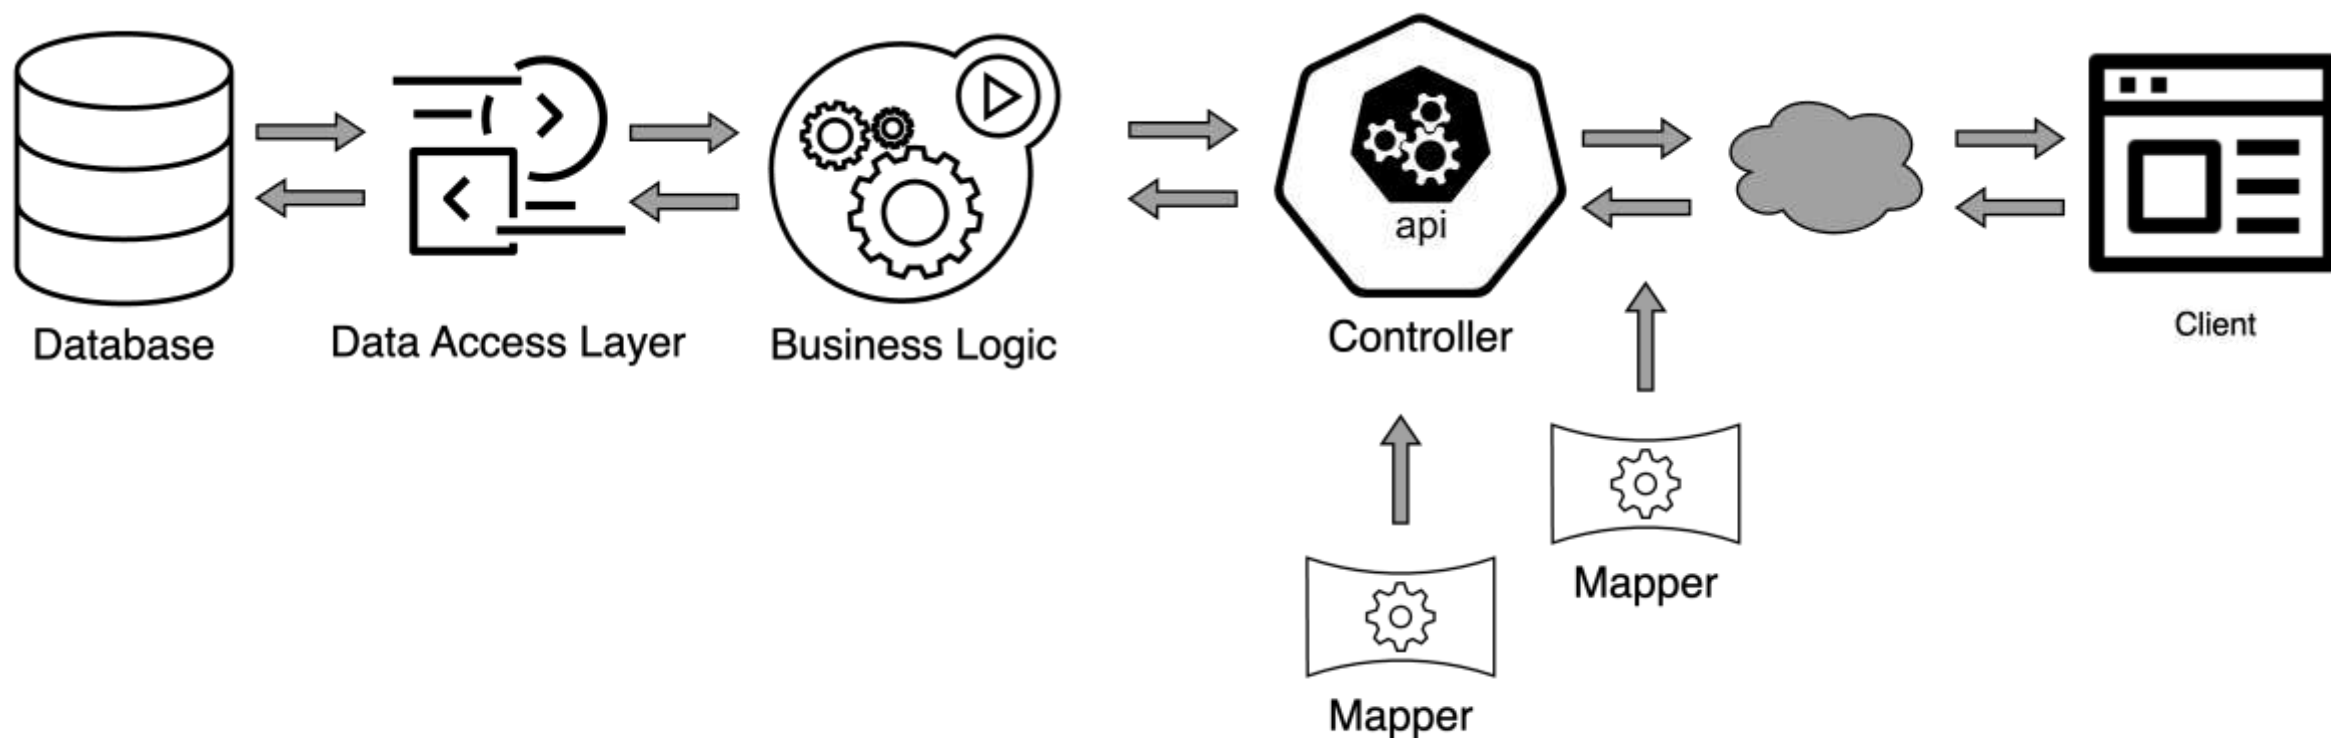 api
Database
Data Access Layer
Business Logic
Controller
Client
Mapper
Mapper